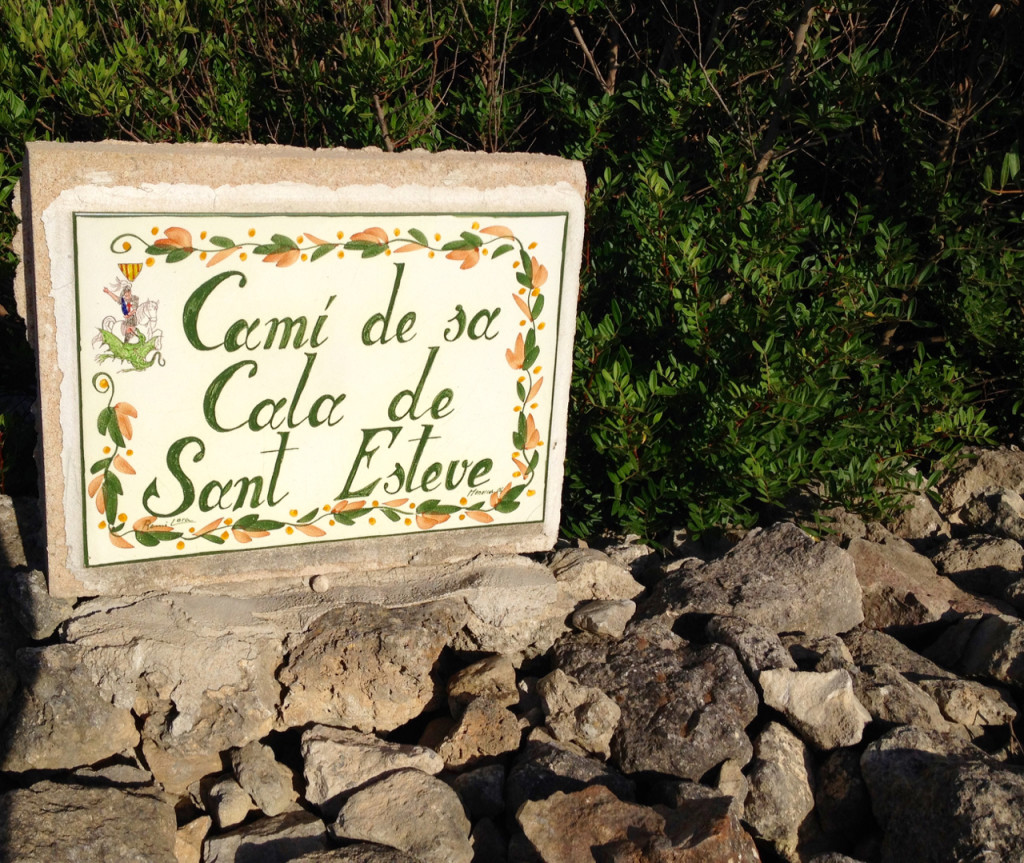 Camí de sa
Cala de
Sant Esteve